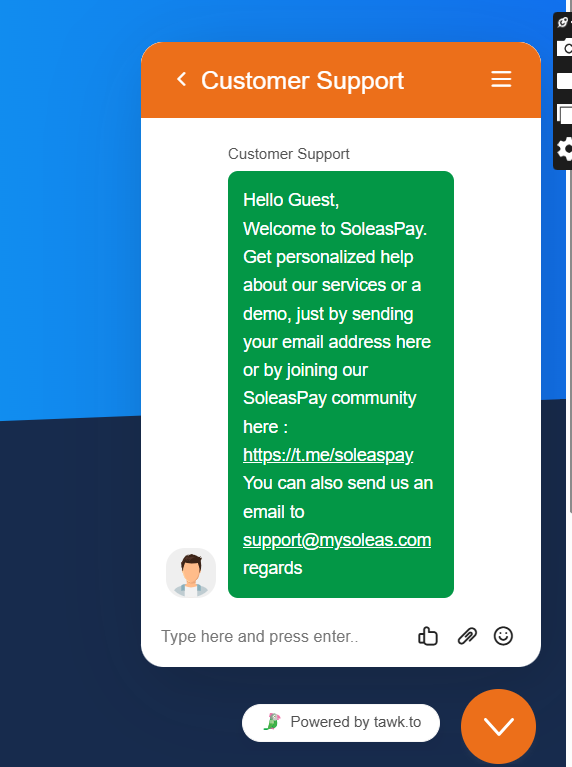 Customer Support
Customer Support
Hello Guest,
Welcome to SoleasPay.
Get personalized help
about our services or a
demo, just by sending
your email address here
or by joining our
SoleasPay community
here :
https://t.me/soleaspay
You can also send us an
email to
support@mysoleas.com
regards
Type here and press enter..
Powered by tawk.to